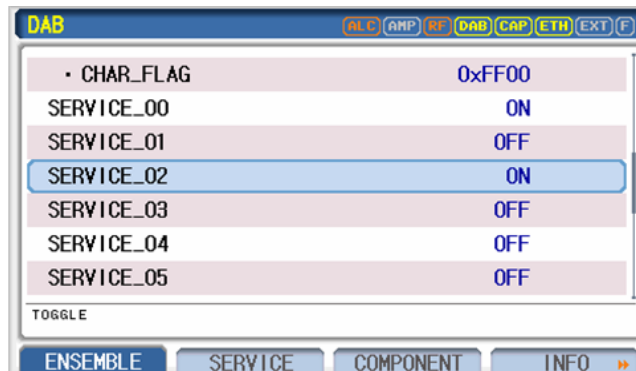 DAB ALC AMP RF DAB CAP ETH EXT F
· CHAR_FLAG 0xFF00
SERVICE_00 ON
SERVICE_01 OFF
SERVICE_02 ON
SERVICE_03 OFF
SERVICE_04 OFF
SERVICE_05 OFF
TOGGLE
ENSEMBLE SERVICE COMPONENT INFO